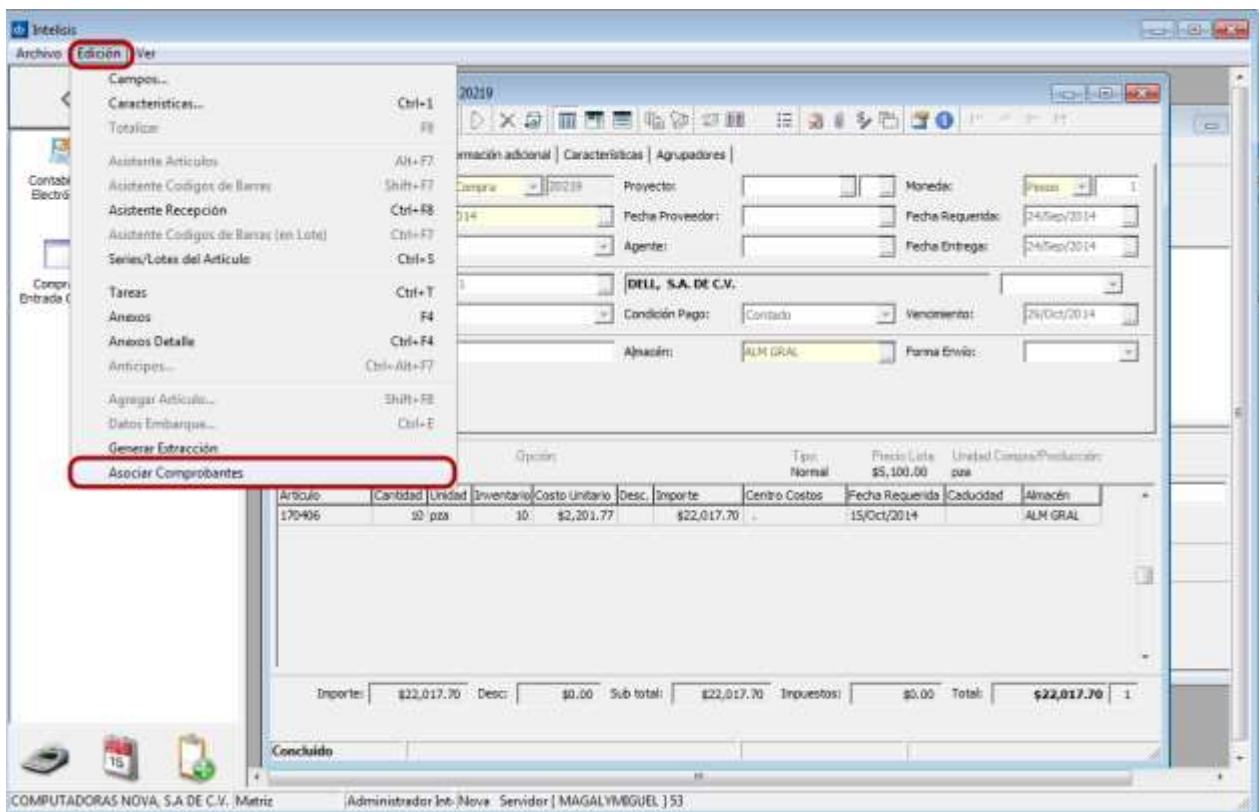 Intelisis
Archivo Edición Ver
Campos...
Características... Ctrl+1
Totalizar F8
Asistente Artículos Alt+F7
Asistente Codigos de Barras Shift+F7
Asistente Recepción Ctrl+F8
Asistente Codigos de Barras (en Lote) Ctrl+F7
Series/Lotes del Artículo Ctrl+S
Tareas Ctrl+T
Anexos F4
Anexos Detalle Ctrl+F4
Anticipos... Ctrl+Alt+F7
Agregar Artículo... Shift+F8
Datos Embarque... Ctrl+E
Generar Extracción
Asociar Comprobantes
Entrada
20219
adicional Características Agrupadores
Compra 20219 Proyecto: Moneda: Pesos 1
Fecha Proveedor: Fecha Requerida: 24/Sep/2014
Agente: Fecha Entrega: 24/Sep/2014
DELL, S.A. DE C.V.
Condición Pago: Contado Vencimiento:
Almacén: ALM GRAL Forma Envío:
Opción: Tipo: Precio Lista Unidad Compra/Producción:
Normal $5,100.00 pza
Artículo Cantidad Unidad Inventario Costo Unitario Desc. Importe Centro Costos Fecha Requerida Caducidad Almacén
170406 10 pza 10 $2,201.77 $22,017.70 . 15/Oct/2014 ALM GRAL
Importe: $22,017.70 Desc: $0.00 Sub total: $22,017.70 Impuestos: $0.00 Total: $22,017.70 1
Concluido
15
COMPUTADORAS NOVA, S.A DE C.V. Matriz Administrador Int Nova Servidor [ MAGALYMIGUEL ] 53